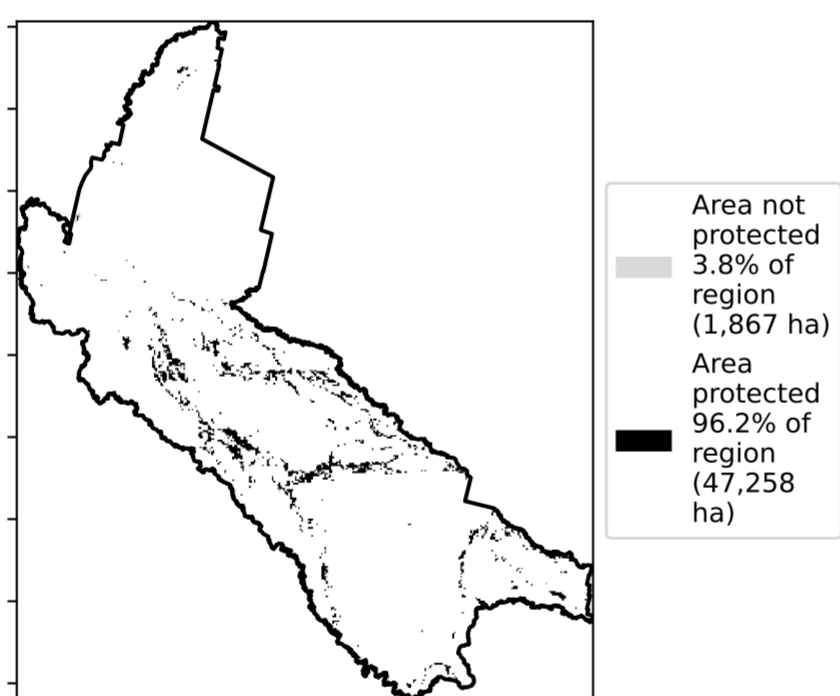 Area not
protected
3.8% of
region
(1,867 ha)
Area
protected
96.2% of
region
(47,258
ha)